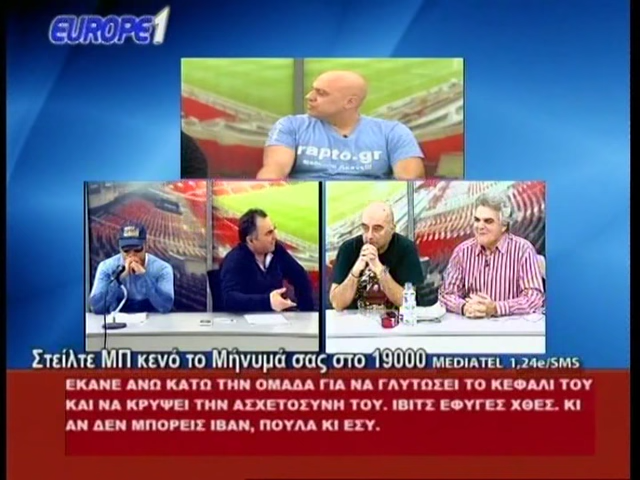 EUROPE1
rapto.gr
Στείλτε ΜΠ κενό το Μήνυμά σας στο 19000 MEDIATEL 1,24e/SMS
ΕΚΑΝΕ ΑΝΩ ΚΑΤΩ ΤΗΝ ΟΜΑΔΑ ΓΙΑ ΝΑ ΓΛΥΤΩΣΕΙ ΤΟ ΚΕΦΑΛΙ ΤΟΥ
ΚΑΙ ΝΑ ΚΡΥΨΕΙ ΤΗΝ ΑΣΧΕΤΟΣΥΝΗ ΤΟΥ. ΙΒΙΤΣ ΕΦΥΓΕΣ ΧΘΕΣ. ΚΙ
ΑΝ ΔΕΝ ΜΠΟΡΕΙΣ ΙΒΑΝ, ΠΟΥΛΑ ΚΙ ΕΣΥ.